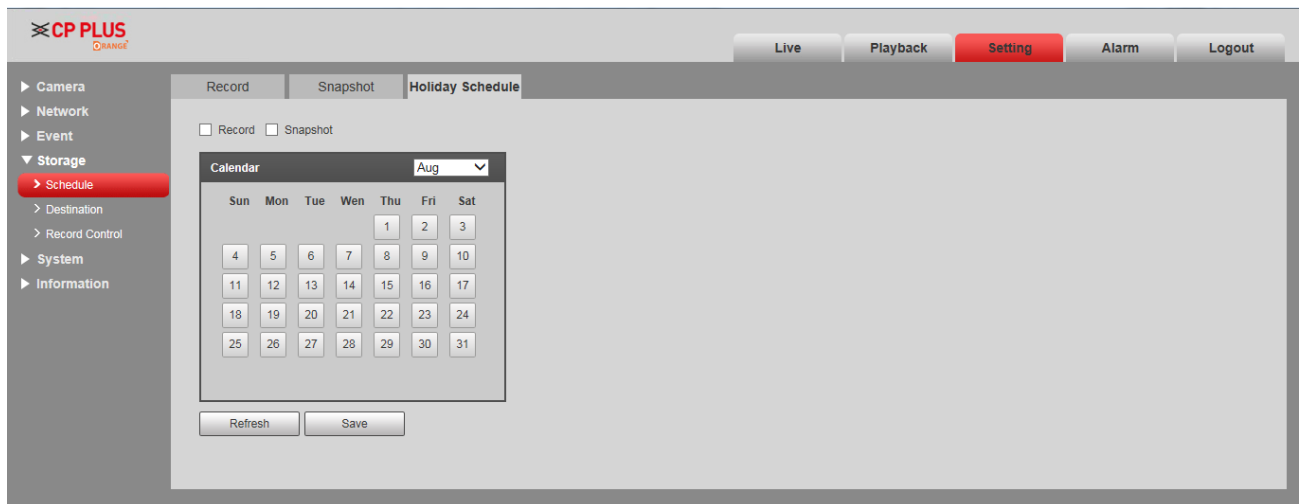 CP PLUS
ORANGE
Live Playback Setting Alarm Logout
Camera
Network
Event
Storage
Schedule
Destination
Record Control
System
Information
Record Snapshot Holiday Schedule
Record Snapshot
Calendar Aug
Sun Mon Tue Wen Thu Fri Sat
1 2 3
4 5 6 7 8 9 10
11 12 13 14 15 16 17
18 19 20 21 22 23 24
25 26 27 28 29 30 31
Refresh Save